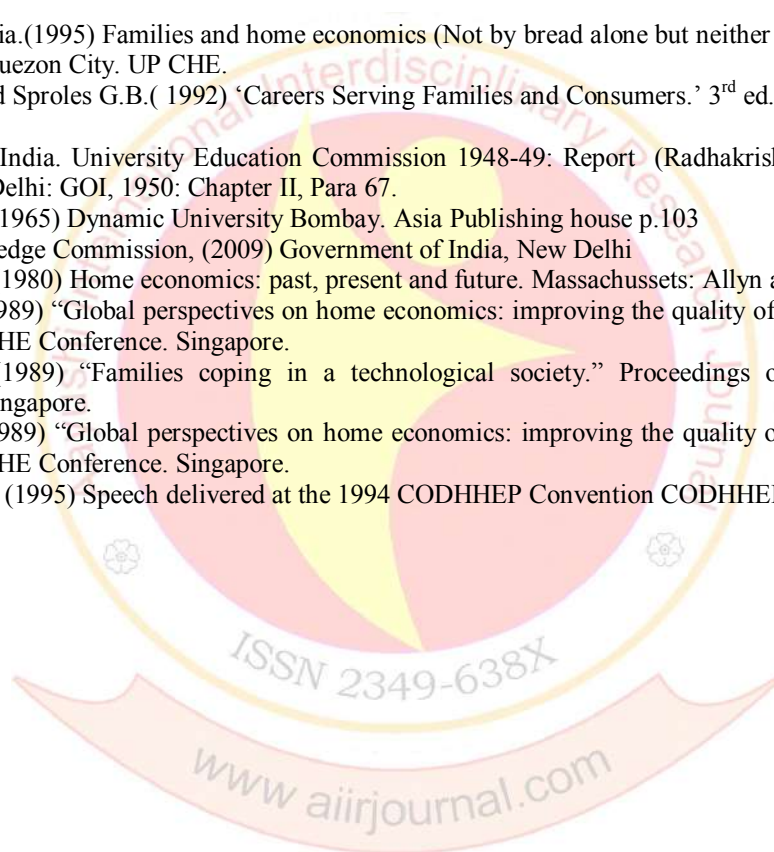 ia.(1995) Families and home economics (Not by bread alone but neither
uezon City. UP CHE.
d Sproles G.B.( 1992) ‘Careers Serving Families and Consumers.’ 3rd ed.
India. University Education Commission 1948-49: Report (Radhakrish
Delhi: GOI, 1950: Chapter II, Para 67.
1965) Dynamic University Bombay. Asia Publishing house p.103
edge Commission, (2009) Government of India, New Delhi
1980) Home economics: past, present and future. Massachussets: Allyn a
989) “Global perspectives on home economics: improving the quality of
HE Conference. Singapore.
(1989) “Families coping in a technological society.” Proceedings o
ngapore.
989) “Global perspectives on home economics: improving the quality o
HE Conference. Singapore.
(1995) Speech delivered at the 1994 CODHHEP Convention CODHHE
International Interdisciplinary Research Journal
ISSN 2349-638X
www aiirjournal.com